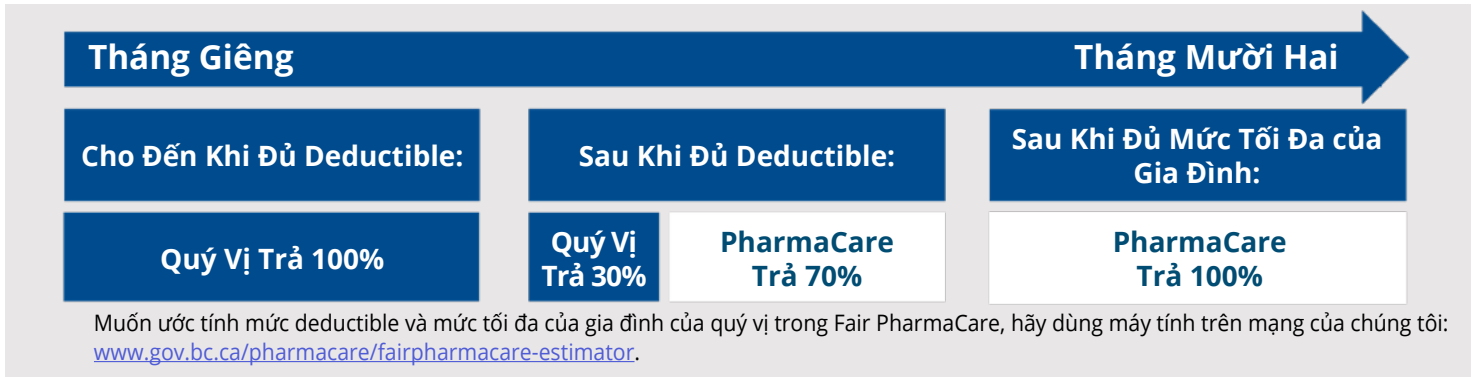 Tháng Giêng
Tháng Mười Hai
Cho Đến Khi Đủ Deductible:
Sau Khi Đủ Deductible:
Sau Khi Đủ Mức Tối Đa của
Gia Đình:
Quý Vị Trả 100%
Quý Vị
Trả 30%
PharmaCare
Trả 70%
PharmaCare
Trả 100%
Muốn ước tính mức deductible và mức tối đa của gia đình của quý vị trong Fair PharmaCare, hãy dùng máy tính trên mạng của chúng tôi:
www.gov.bc.ca/pharmacare/fairpharmacare-estimator.